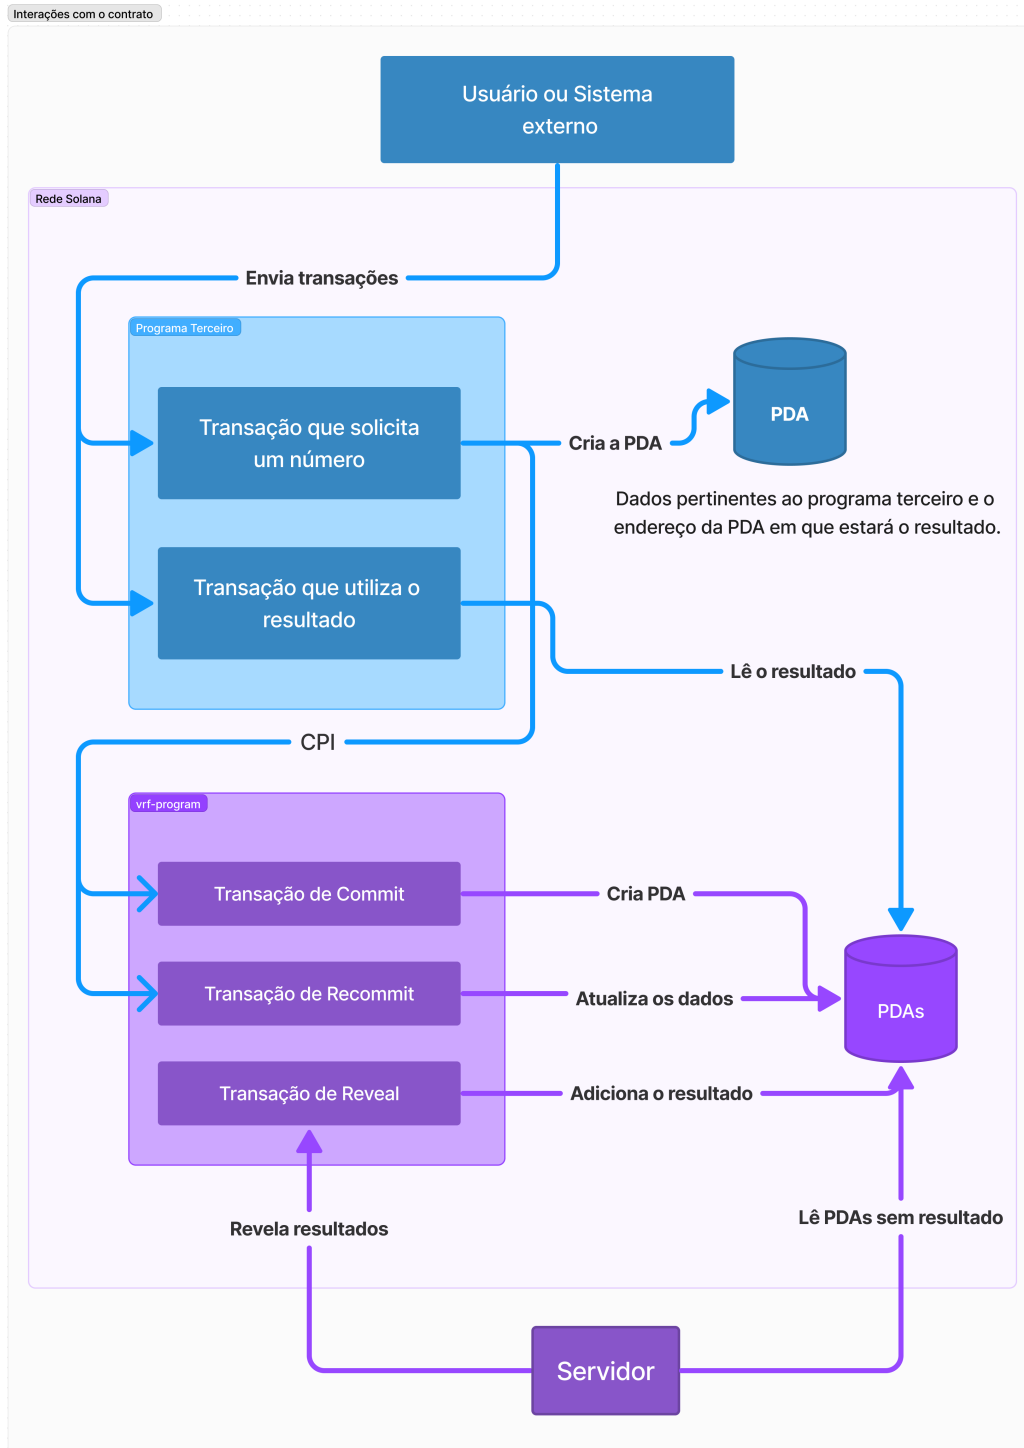 Interações com o contrato
Usuário ou Sistema
externo
Rede Solana
Envia transações
Programa Terceiro
Transação que solicita
um número
Cria a PDA
PDA
Dados pertinentes ao programa terceiro e o
endereço da PDA em que estará o resultado.
Transação que utiliza o
resultado
Lê o resultado
CPI
vrf-program
Transação de Commit
Cria PDA
Transação de Recommit
Atualiza os dados
PDAs
Transação de Reveal
Adiciona o resultado
Revela resultados
Lê PDAs sem resultado
Servidor